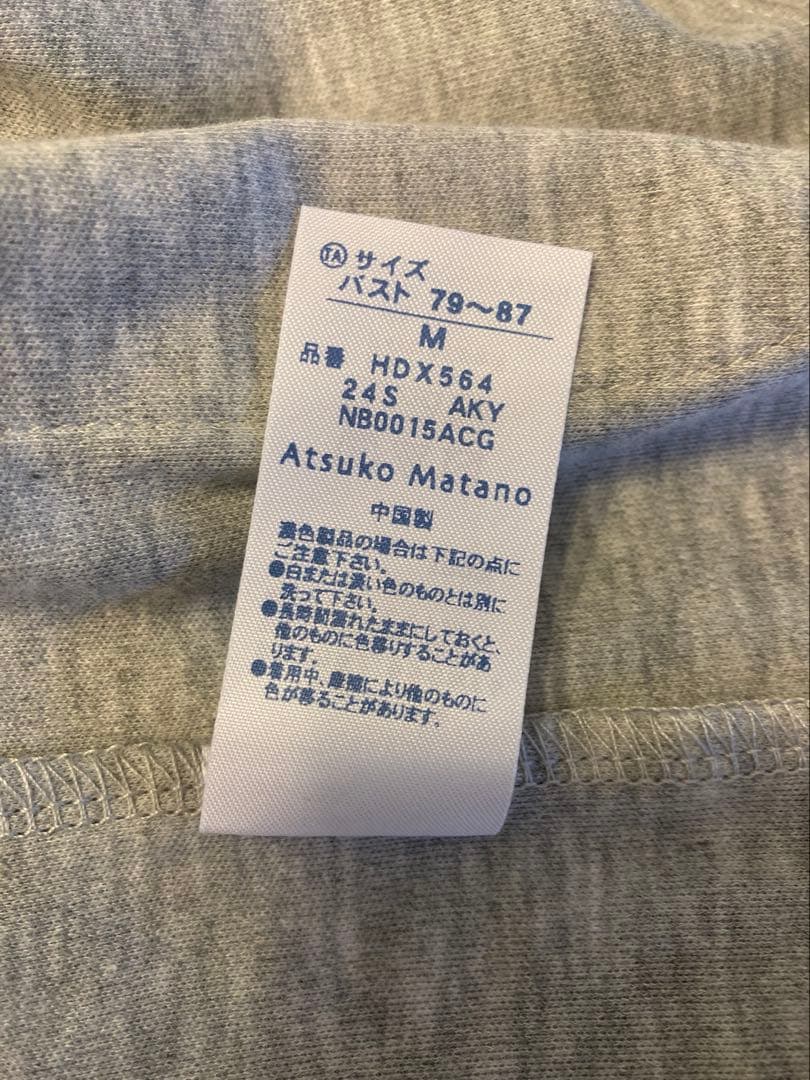 TA サイズ
バスト 79〜87
M
品番 HDX564
24S AKY
NB0015ACG
Atsuko Matano
中国製
濃色製品の場合は下記の点に
ご注意下さい。
●白または淡い色のものとは別に
洗って下さい。
●長時間濡れたままにしておくと、
他のものに色移りすることがあ
ります。
●着用中、摩擦により他のものに
色が移ることがあります。